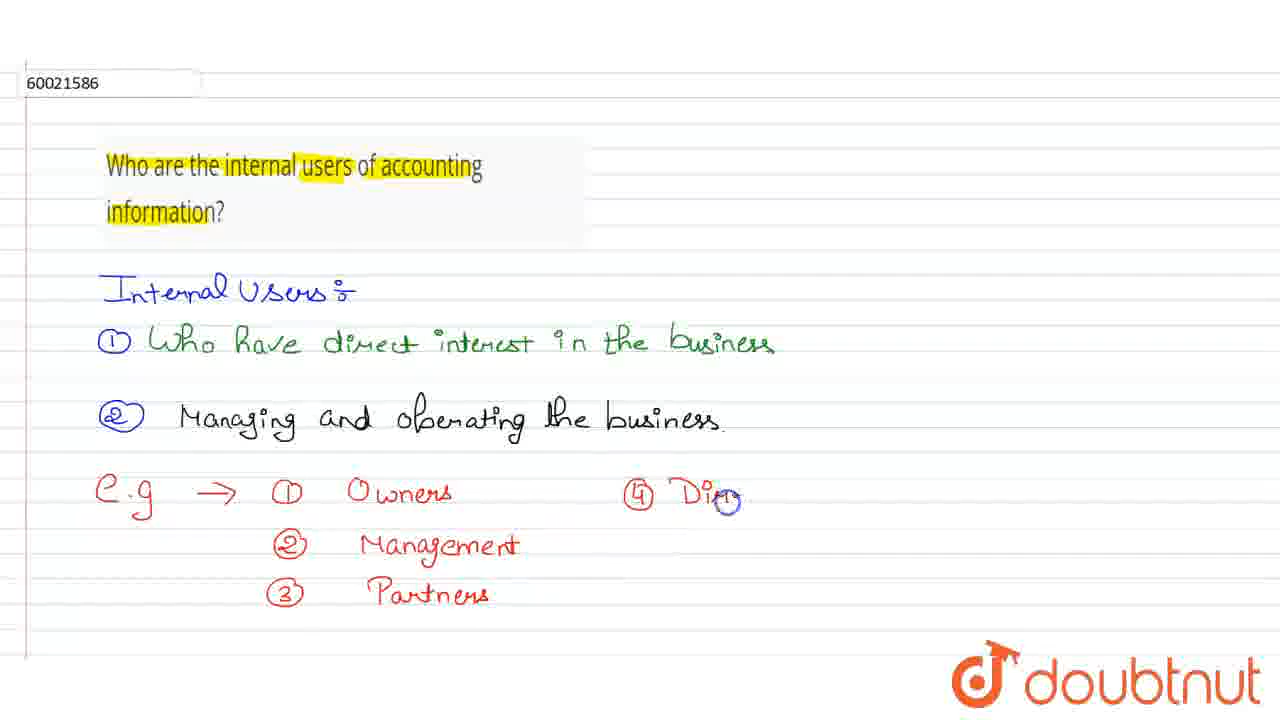 60021586
Who are the internal users of accounting
information?
Internal Users :-
① Who have direct interest in the business
② Managing and operating the business.
e.g → ① Owners ④ Dir
② Management
③ Partners
doubtnut